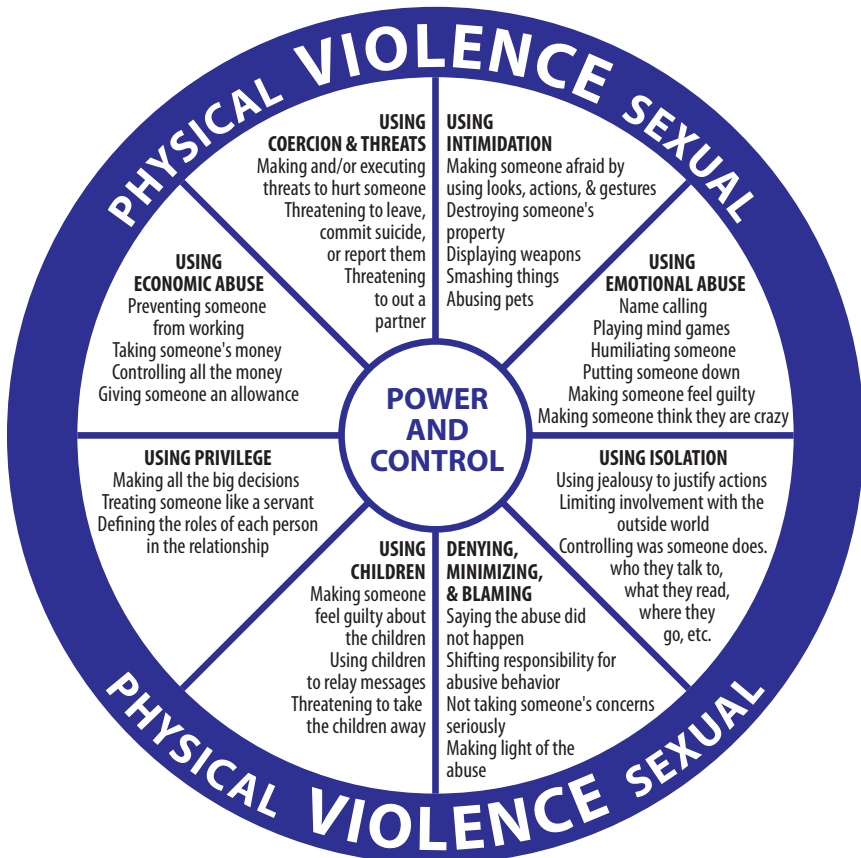 PHYSICAL VIOLENCE SEXUAL
USING
COERCION & THREATS
Making and/or executing
threats to hurt someone
Threatening to leave,
commit suicide,
or report them
Threatening
to out a
partner
USING
INTIMIDATION
Making someone afraid by
using looks, actions, & gestures
Destroying someone's
property
Displaying weapons
Smashing things
Abusing pets
USING
ECONOMIC ABUSE
Preventing someone
from working
Taking someone's money
Controlling all the money
Giving someone an allowance
USING
EMOTIONAL ABUSE
Name calling
Playing mind games
Humiliating someone
Putting someone down
Making someone feel guilty
Making someone think they are crazy
POWER
AND
CONTROL
USING PRIVILEGE
Making all the big decisions
Treating someone like a servant
Defining the roles of each person
in the relationship
USING ISOLATION
Using jealousy to justify actions
Limiting involvement with the
outside world
Controlling was someone does.
who they talk to,
what they read,
where they
go, etc.
USING
CHILDREN
Making someone
feel guilty about
the children
Using children
to relay messages
Threatening to take
the children away
DENYING,
MINIMIZING,
& BLAMING
Saying the abuse did
not happen
Shifting responsibility for
abusive behavior
Not taking someone's concerns
seriously
Making light of the
abuse
PHYSICAL VIOLENCE SEXUAL